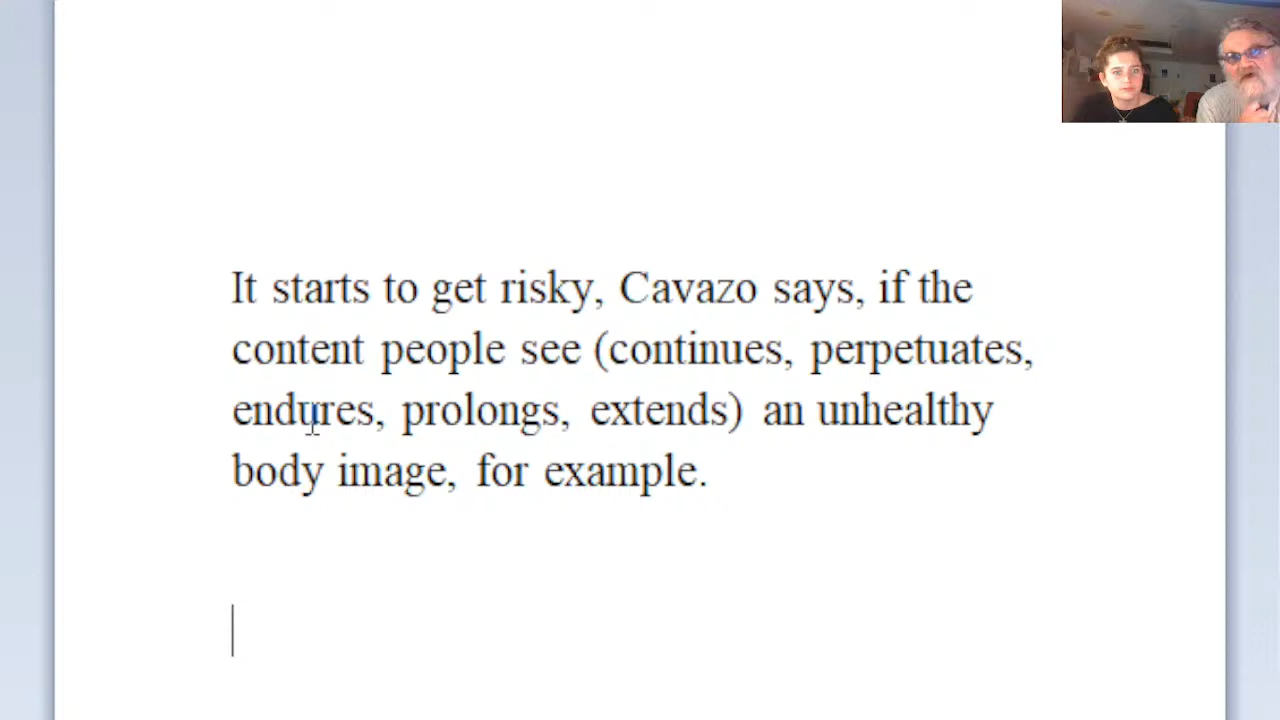 It starts to get risky, Cavazo says, if the
content people see (continues, perpetuates,
endures, prolongs, extends) an unhealthy
body image, for example.